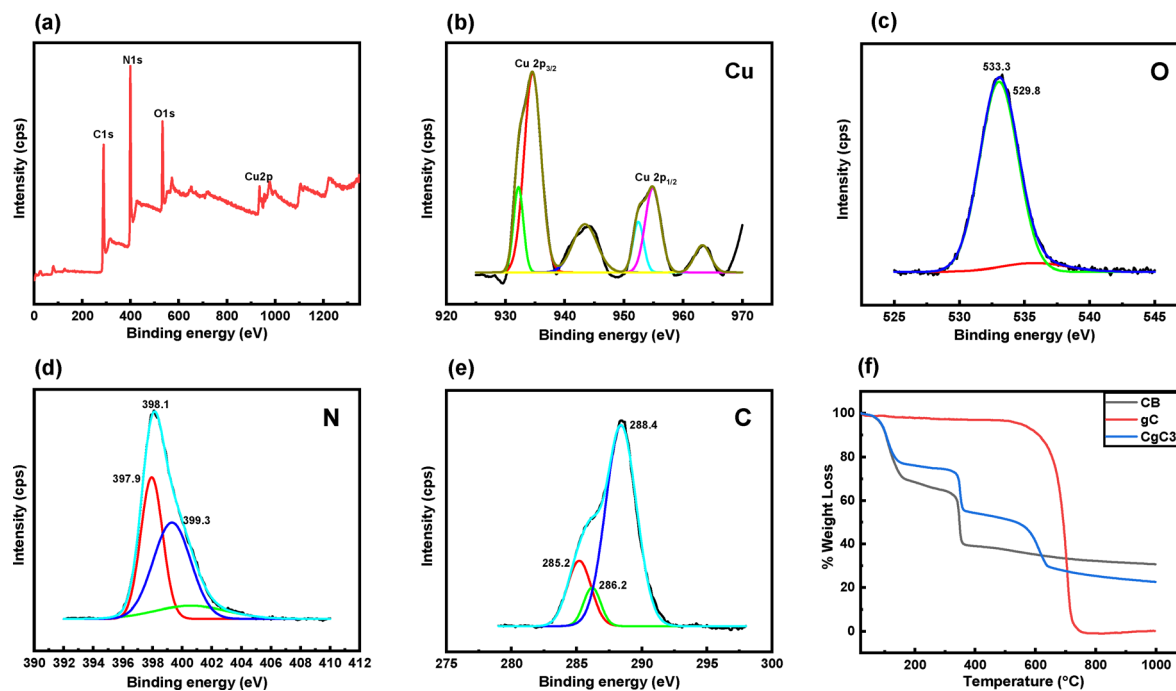 (a)
N1s
O1s
C1s
Cu2p
Intensity (cps)
0 200 400 600 800 1000 1200
Binding energy (eV)
(b)
Cu 2p3/2
Cu
Cu 2p1/2
Intensity (cps)
920 930 940 950 960 970
Binding energy (eV)
(c)
533.3
529.8
O
Intensity (cps)
525 530 535 540 545
Binding energy (eV)
(d)
398.1
N
397.9
399.3
Intensity (cps)
390 392 394 396 398 400 402 404 406 408 410 412
Binding energy (eV)
(e)
288.4
C
285.2
286.2
Intensity (cps)
275 280 285 290 295 300
Binding energy (eV)
(f)
CB
gC
CgC3
100
80
60
40
20
0
% Weight Loss
200 400 600 800 1000
Temperature (°C)